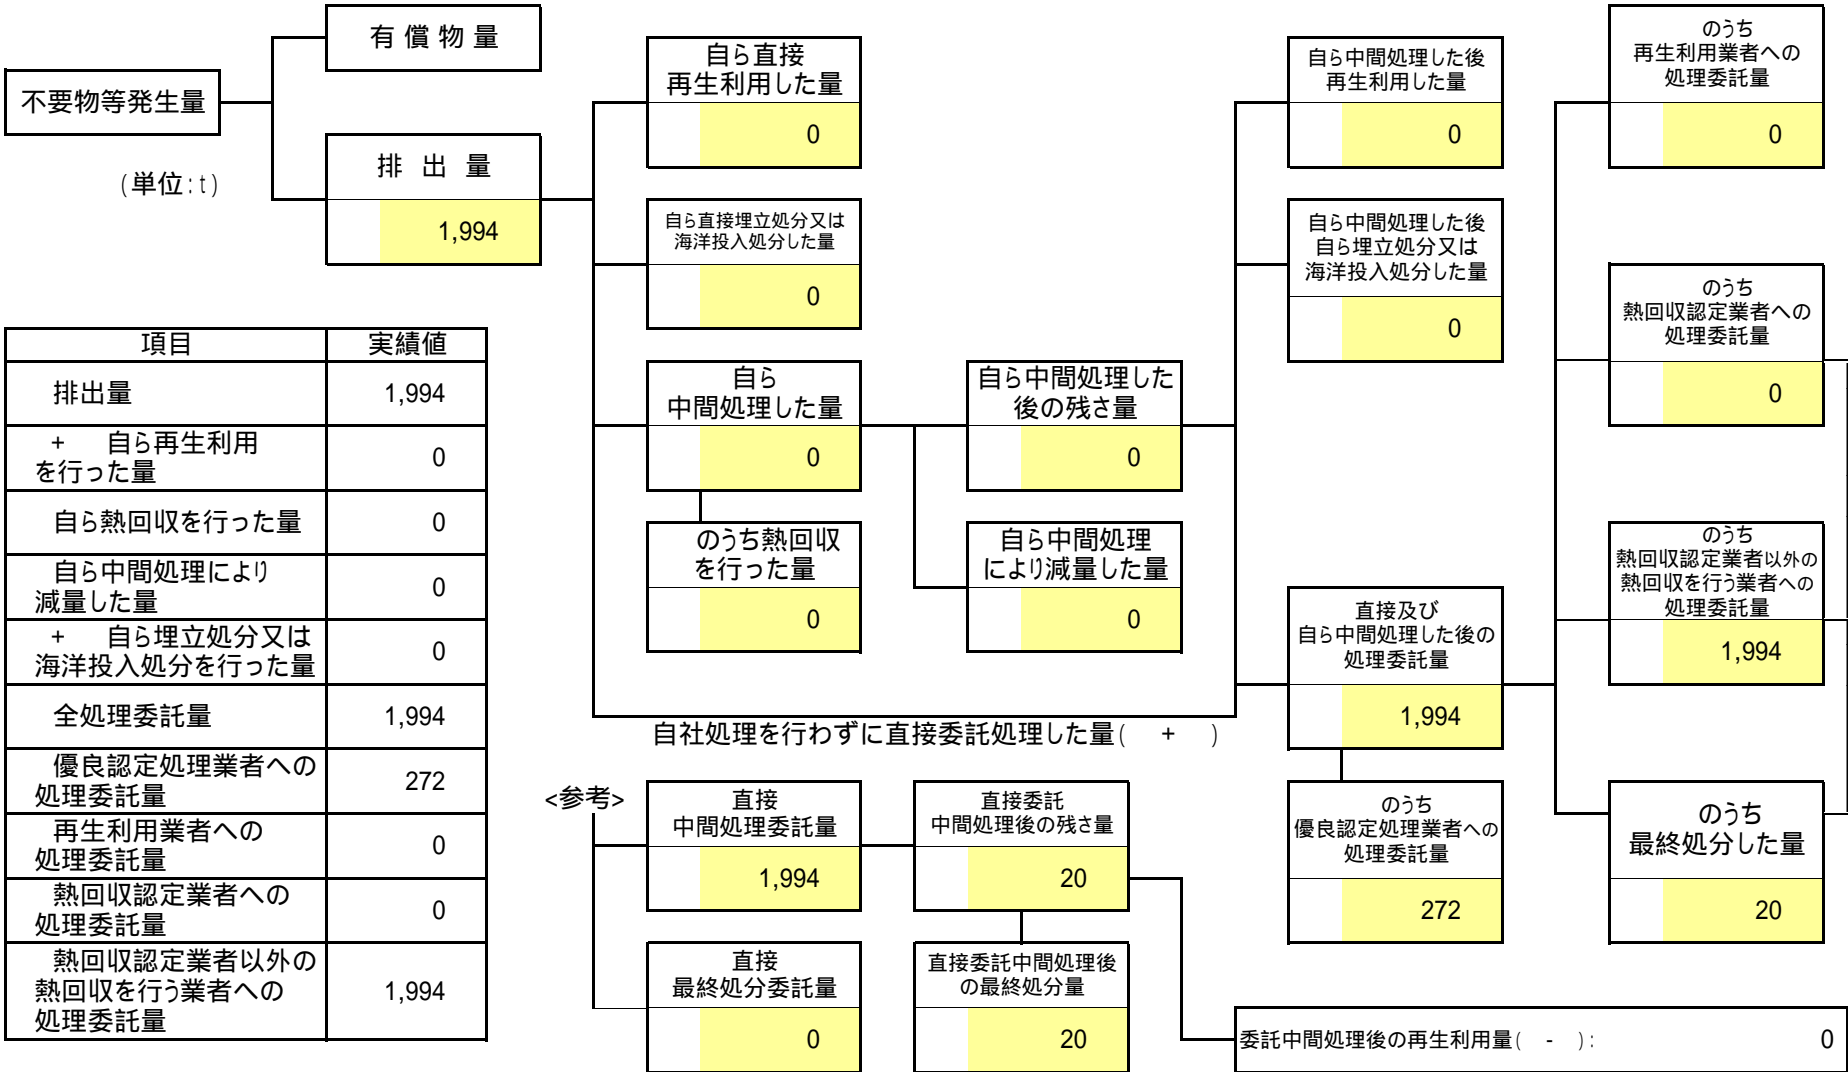 不要物等発生量
(単位:t)
有 償 物 量
排 出 量
1,994
自ら直接
再生利用した量
0
自ら直接埋立処分又は
海洋投入処分した量
0
自ら
中間処理した量
0
のうち熱回収
を行った量
0
自ら中間処理した
後の残さ量
0
自ら中間処理
により減量した量
0
自ら中間処理した後
再生利用した量
0
自ら中間処理した後
自ら埋立処分又は
海洋投入処分した量
0
直接及び
自ら中間処理した後の
処理委託量
1,994
のうち
優良認定処理業者への
処理委託量
272
のうち
再生利用業者への
処理委託量
0
のうち
熱回収認定業者への
処理委託量
0
のうち
熱回収認定業者以外の
熱回収を行う業者への
処理委託量
1,994
のうち
最終処分した量
20
自社処理を行わずに直接委託処理した量( + )
<参考>
直接
中間処理委託量
1,994
直接委託
中間処理後の残さ量
20
直接
最終処分委託量
0
直接委託中間処理後
の最終処分量
20
委託中間処理後の再生利用量( - ): 0
項目 実績値
排出量 1,994
+ 自ら再生利用
を行った量 0
自ら熱回収を行った量 0
自ら中間処理により
減量した量 0
+ 自ら埋立処分又は
海洋投入処分を行った量 0
全処理委託量 1,994
優良認定処理業者への
処理委託量 272
再生利用業者への
処理委託量 0
熱回収認定業者への
処理委託量 0
熱回収認定業者以外の
熱回収を行う業者への
処理委託量 1,994